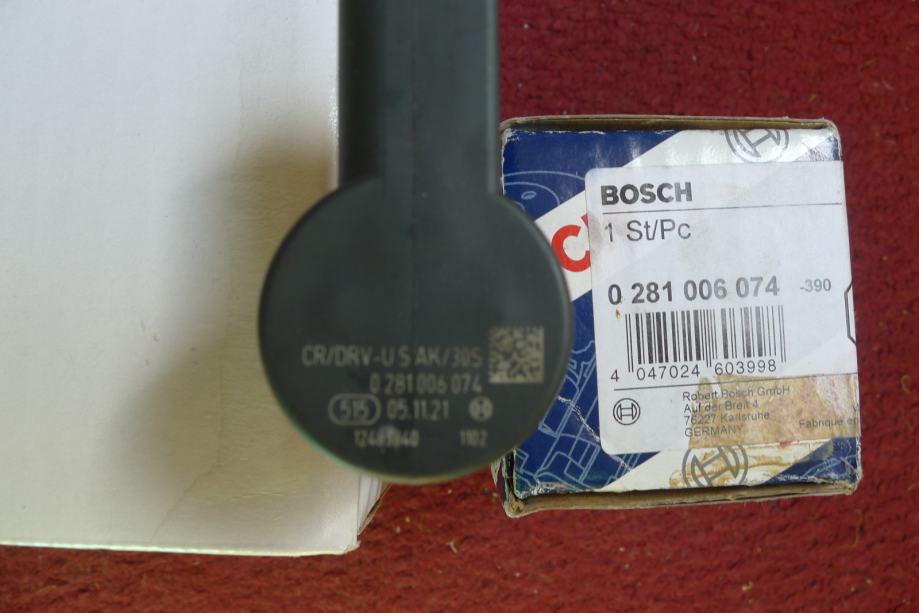 CR/DRV-U S AK/30S
0 281 006 074
515 05.11.21
1102
BOSCH
1 St/Pc
0 281 006 074 -390
4 047024 603998
Robert Bosch GmbH
Auf der Breit 4
76227 Karlsruhe
GERMANY
Fabriqué e